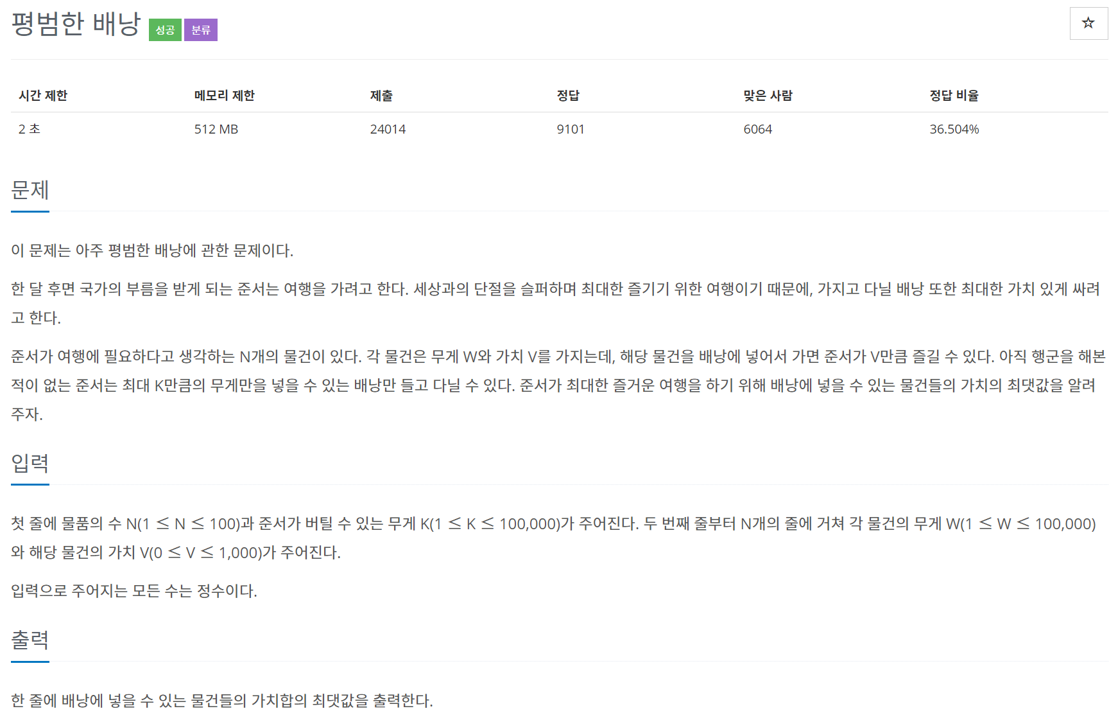 평범한 배낭 성공 분류
☆
시간 제한 메모리 제한 제출 정답 맞은 사람 정답 비율
2 초 512 MB 24014 9101 6064 36.504%
문제
이 문제는 아주 평범한 배낭에 관한 문제이다.
한 달 후면 국가의 부름을 받게 되는 준서는 여행을 가려고 한다. 세상과의 단절을 슬퍼하며 최대한 즐기기 위한 여행이기 때문에, 가지고 다닐 배낭 또한 최대한 가치 있게 싸려
고 한다.
준서가 여행에 필요하다고 생각하는 N개의 물건이 있다. 각 물건은 무게 W와 가치 V를 가지는데, 해당 물건을 배낭에 넣어서 가면 준서가 V만큼 즐길 수 있다. 아직 행군을 해본
적이 없는 준서는 최대 K만큼의 무게만을 넣을 수 있는 배낭만 들고 다닐 수 있다. 준서가 최대한 즐거운 여행을 하기 위해 배낭에 넣을 수 있는 물건들의 가치의 최댓값을 알려
주자.
입력
첫 줄에 물품의 수 N(1 ≤ N ≤ 100)과 준서가 버틸 수 있는 무게 K(1 ≤ K ≤ 100,000)가 주어진다. 두 번째 줄부터 N개의 줄에 거쳐 각 물건의 무게 W(1 ≤ W ≤ 100,000)
와 해당 물건의 가치 V(0 ≤ V ≤ 1,000)가 주어진다.
입력으로 주어지는 모든 수는 정수이다.
출력
한 줄에 배낭에 넣을 수 있는 물건들의 가치합의 최댓값을 출력한다.